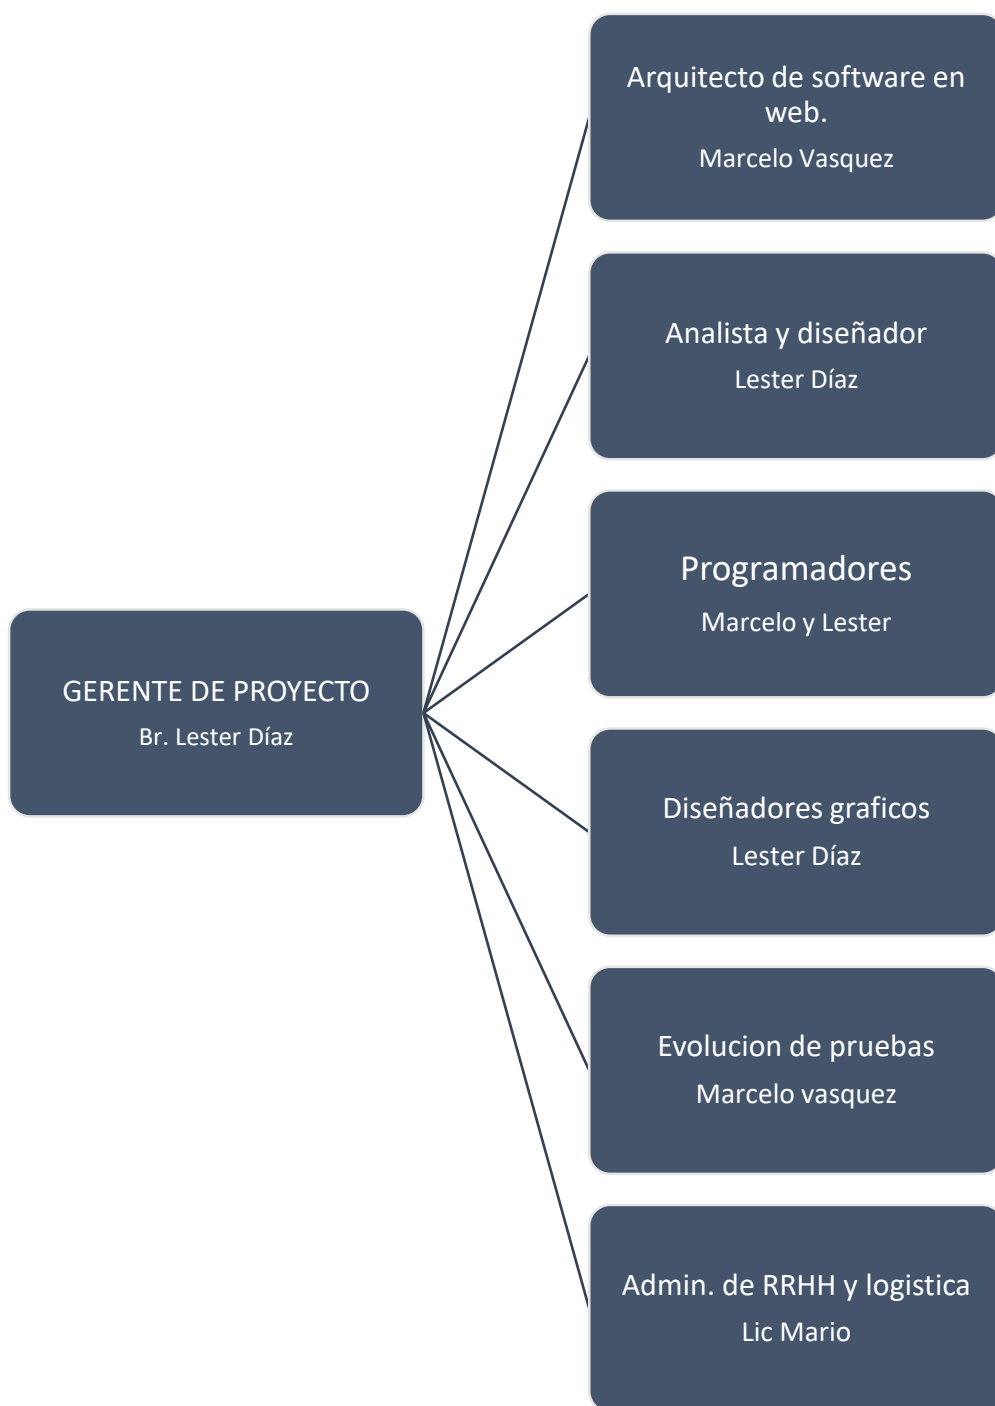 Arquitecto de software en
web.
Marcelo Vasquez
Analista y diseñador
Lester Díaz
Programadores
Marcelo y Lester
GERENTE DE PROYECTO
Br. Lester Díaz
Diseñadores graficos
Lester Díaz
Evolucion de pruebas
Marcelo vasquez
Admin. de RRHH y logistica
Lic Mario